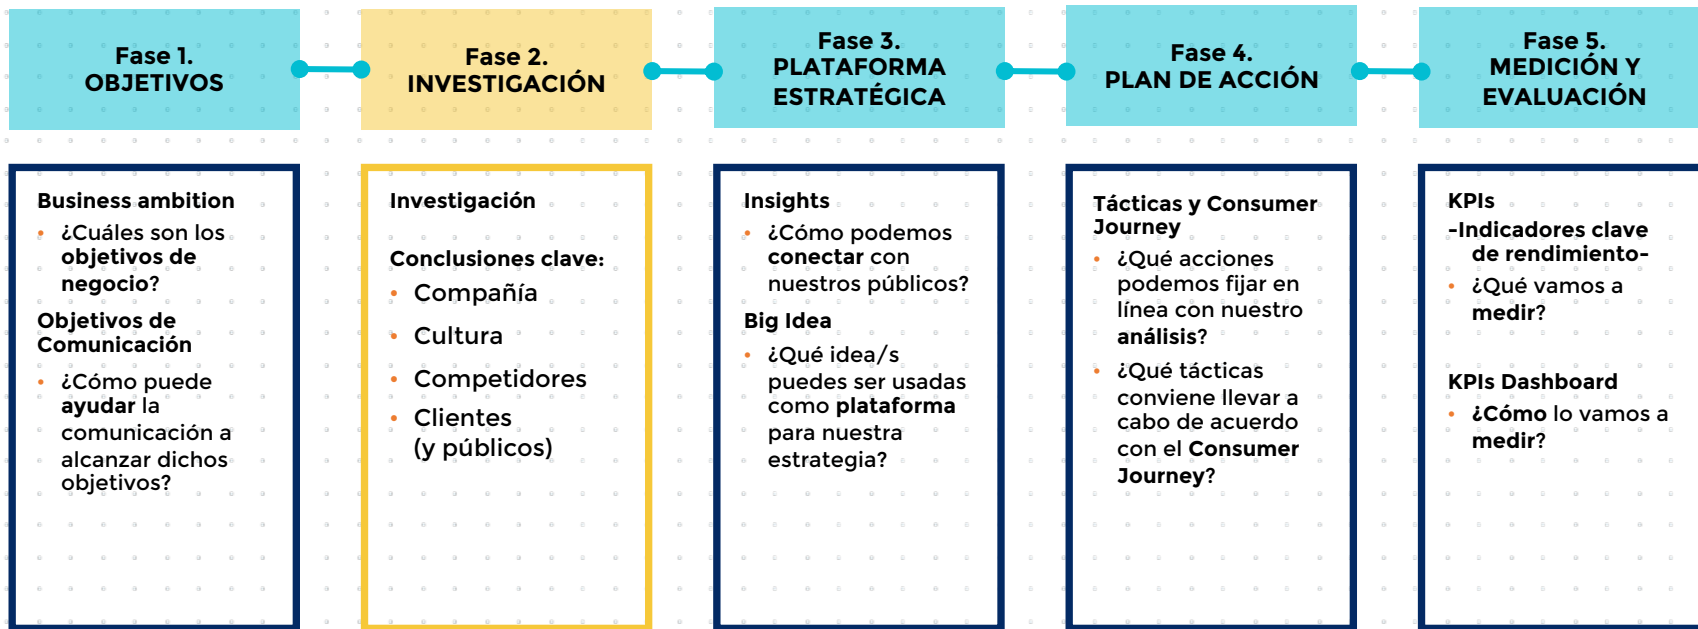 Fase 1.
OBJETIVOS
Fase 2.
INVESTIGACIÓN
Fase 3.
PLATAFORMA
ESTRATÉGICA
Fase 4.
PLAN DE ACCIÓN
Fase 5.
MEDICIÓN Y
EVALUACIÓN
Business ambition
• ¿Cuáles son los
objetivos de
negocio?
Objetivos de
Comunicación
• ¿Cómo puede
ayudar la
comunicación a
alcanzar dichos
objetivos?
Investigación
Conclusiones clave:
• Compañía
• Cultura
• Competidores
• Clientes
(y públicos)
Insights
• ¿Cómo podemos
conectar con
nuestros públicos?
Big Idea
• ¿Qué idea/s
puedes ser usadas
como plataforma
para nuestra
estrategia?
Tácticas y Consumer
Journey
• ¿Qué acciones
podemos fijar en
línea con nuestro
análisis?
• ¿Qué tácticas
conviene llevar a
cabo de acuerdo
con el Consumer
Journey?
KPIs
-Indicadores clave
de rendimiento-
• ¿Qué vamos a
medir?
KPIs Dashboard
• ¿Cómo lo vamos a
medir?